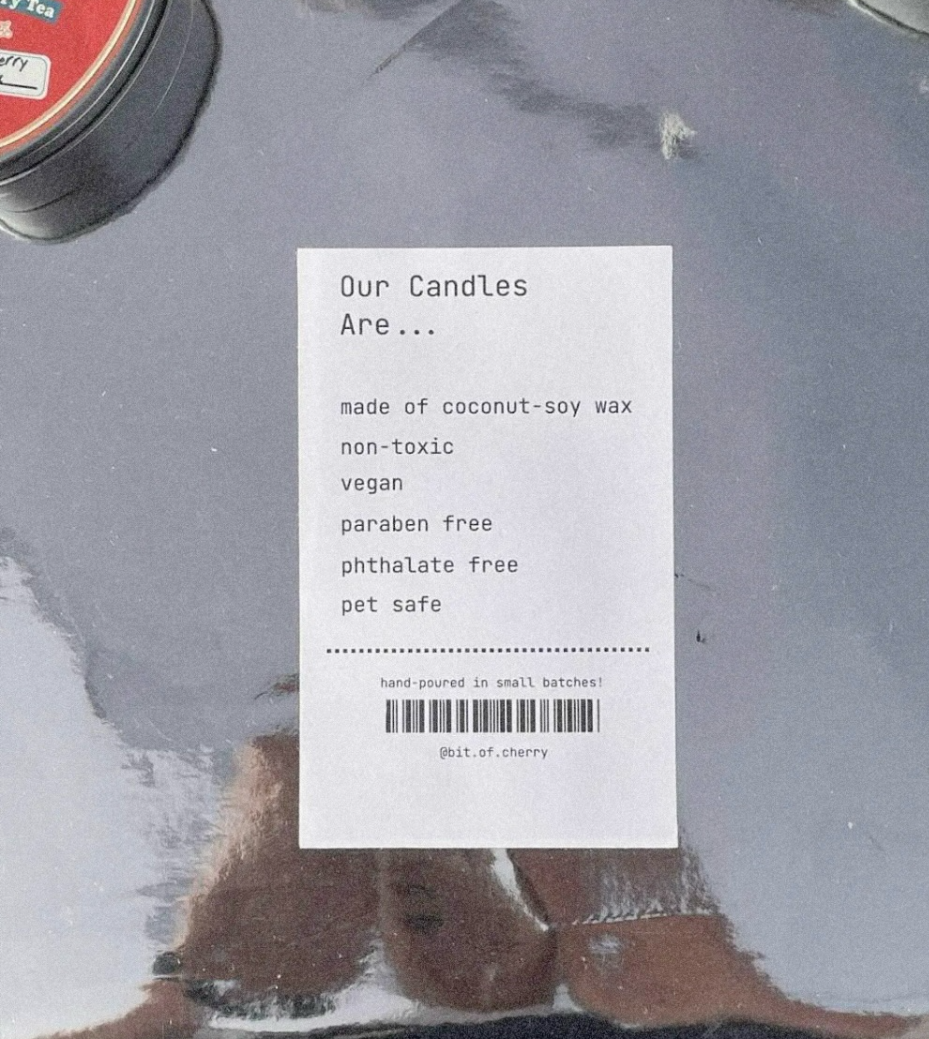 Tea
Our Candles
Are...
made of coconut-soy wax
non-toxic
vegan
paraben free
phthalate free
pet safe
hand-poured in small batches!
@bit.of.cherry